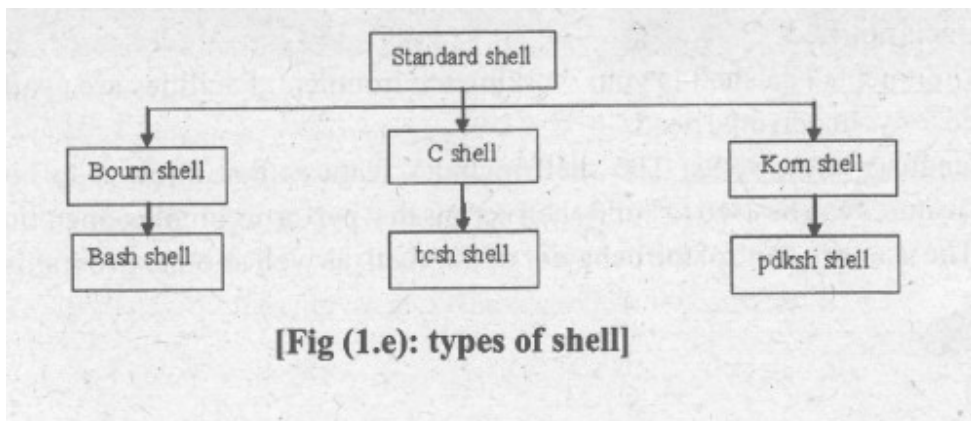 Standard shell
Bourn shell
C shell
Korn shell
Bash shell
tcsh shell
pdksh shell
[Fig (1.e): types of shell]